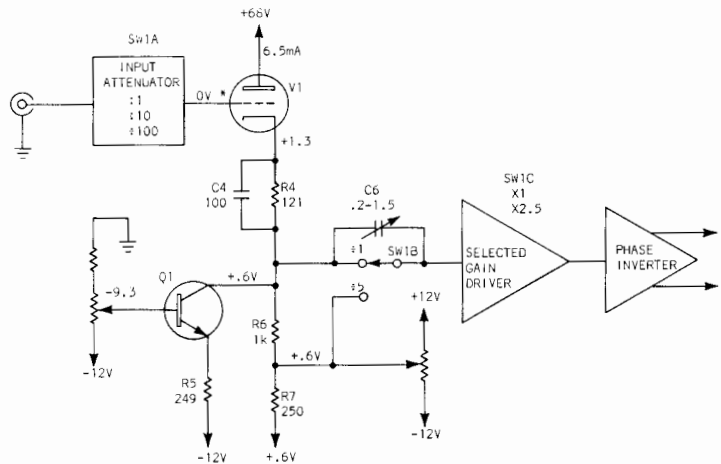 +68V
6.5mA
SW1A
INPUT
ATTENUATOR
÷1
÷10
÷100
0V *
V1
+1.3
C4
100
R4
121
C6
.2-1.5
SW1C
X1
X2.5
÷1
SW1B
SELECTED
GAIN
DRIVER
PHASE
INVERTER
Q1
+.6V
-9.3
÷5
+12V
R6
1k
+.6V
-12V
R5
249
R7
250
-12V
-12V
+.6V